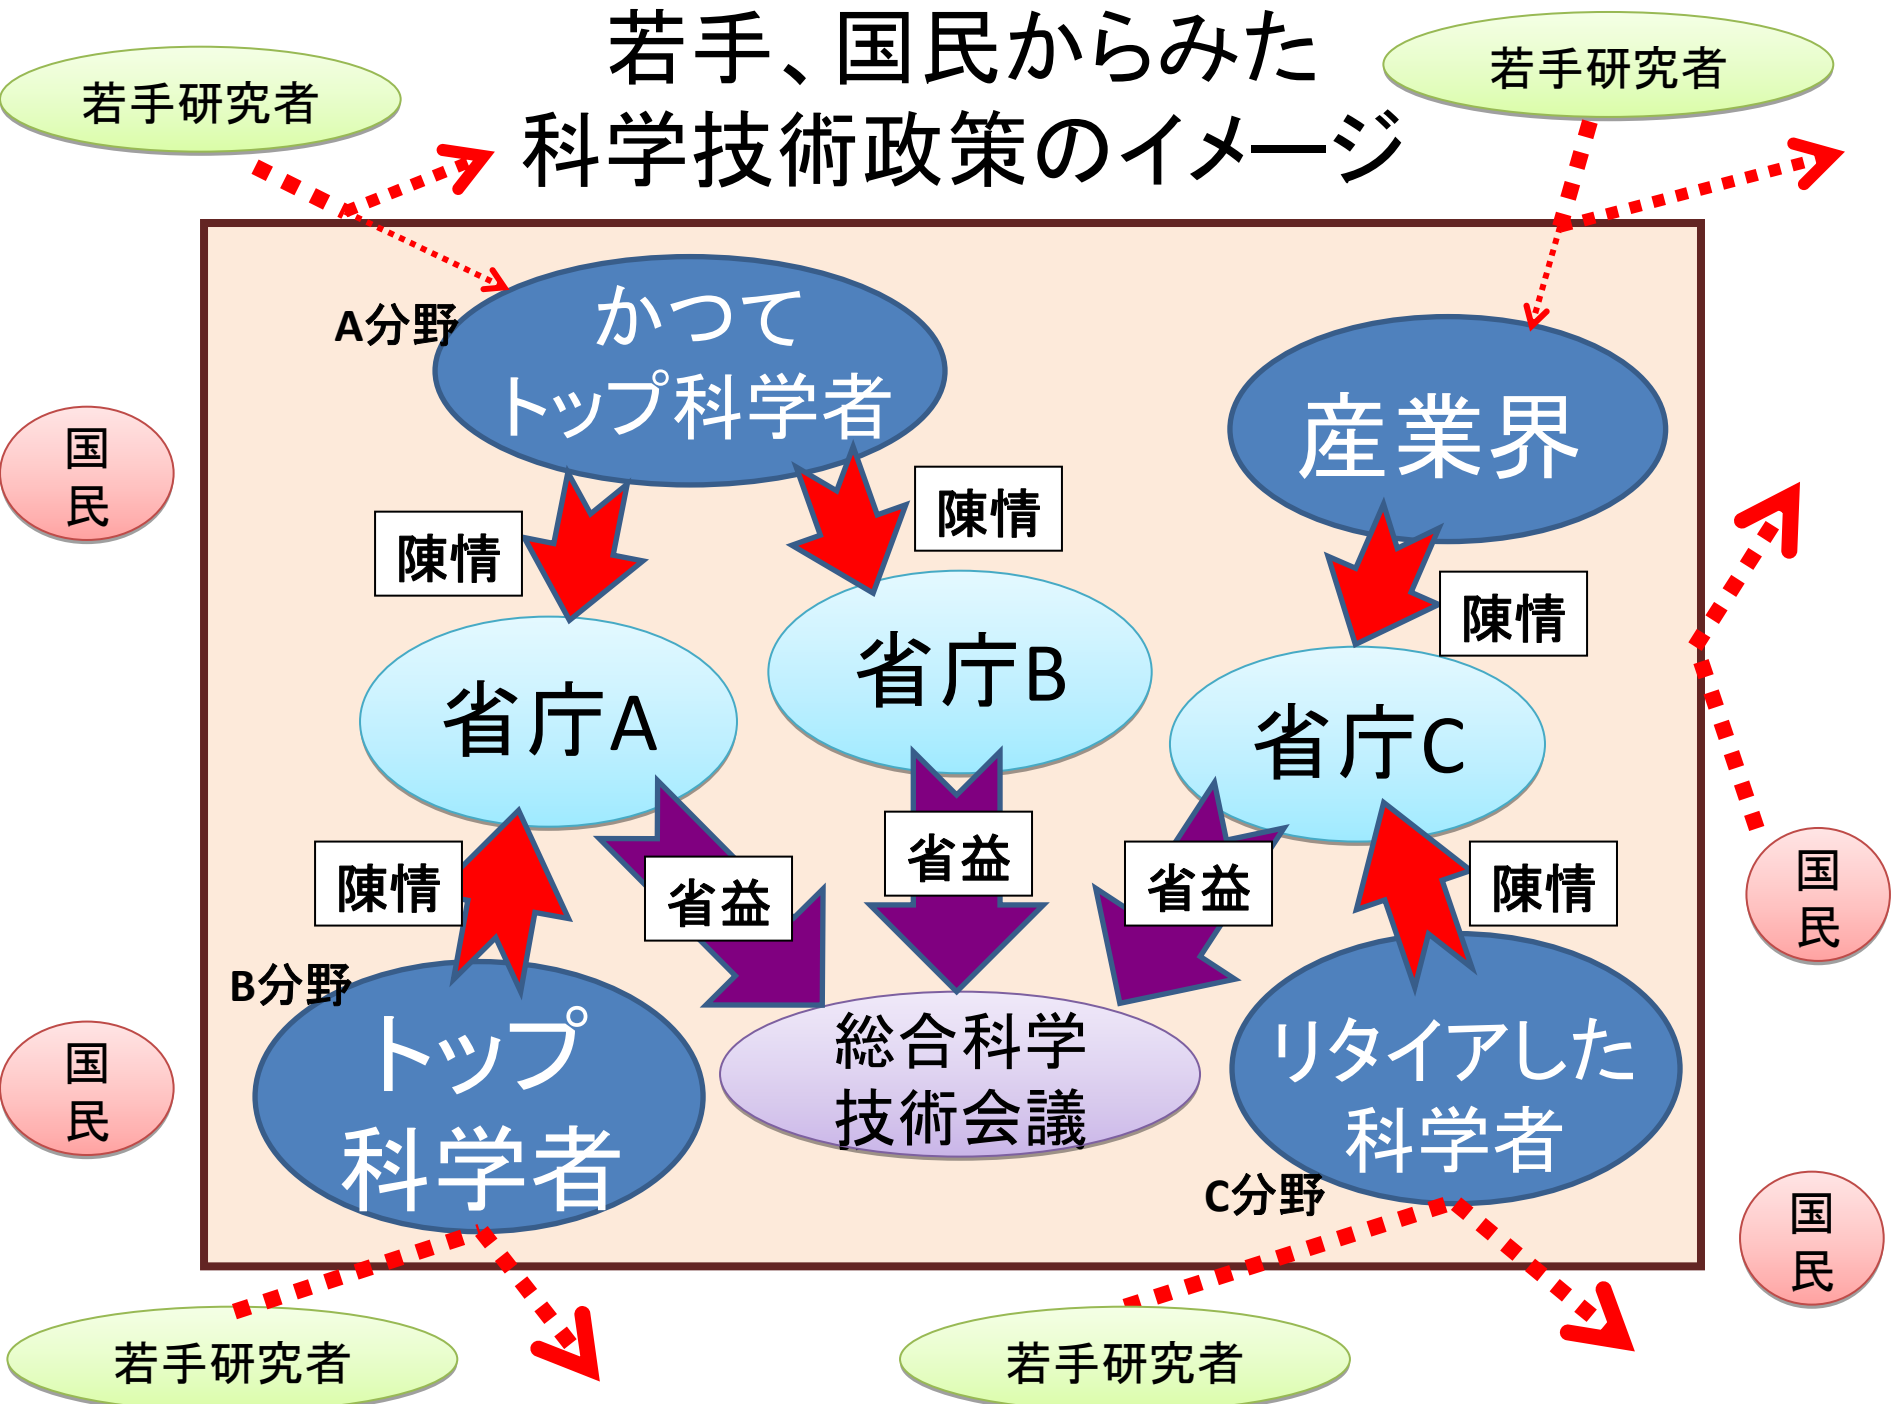 若手、国民からみた
科学技術政策のイメージ
若手研究者
若手研究者
A分野
かつて
トップ科学者
産業界
国
民
陳情
陳情
陳情
省庁A
省庁B
省庁C
陳情
省益
省益
省益
陳情
国
民
B分野
トップ
科学者
総合科学
技術会議
リタイアした
科学者
国
民
C分野
国
民
若手研究者
若手研究者